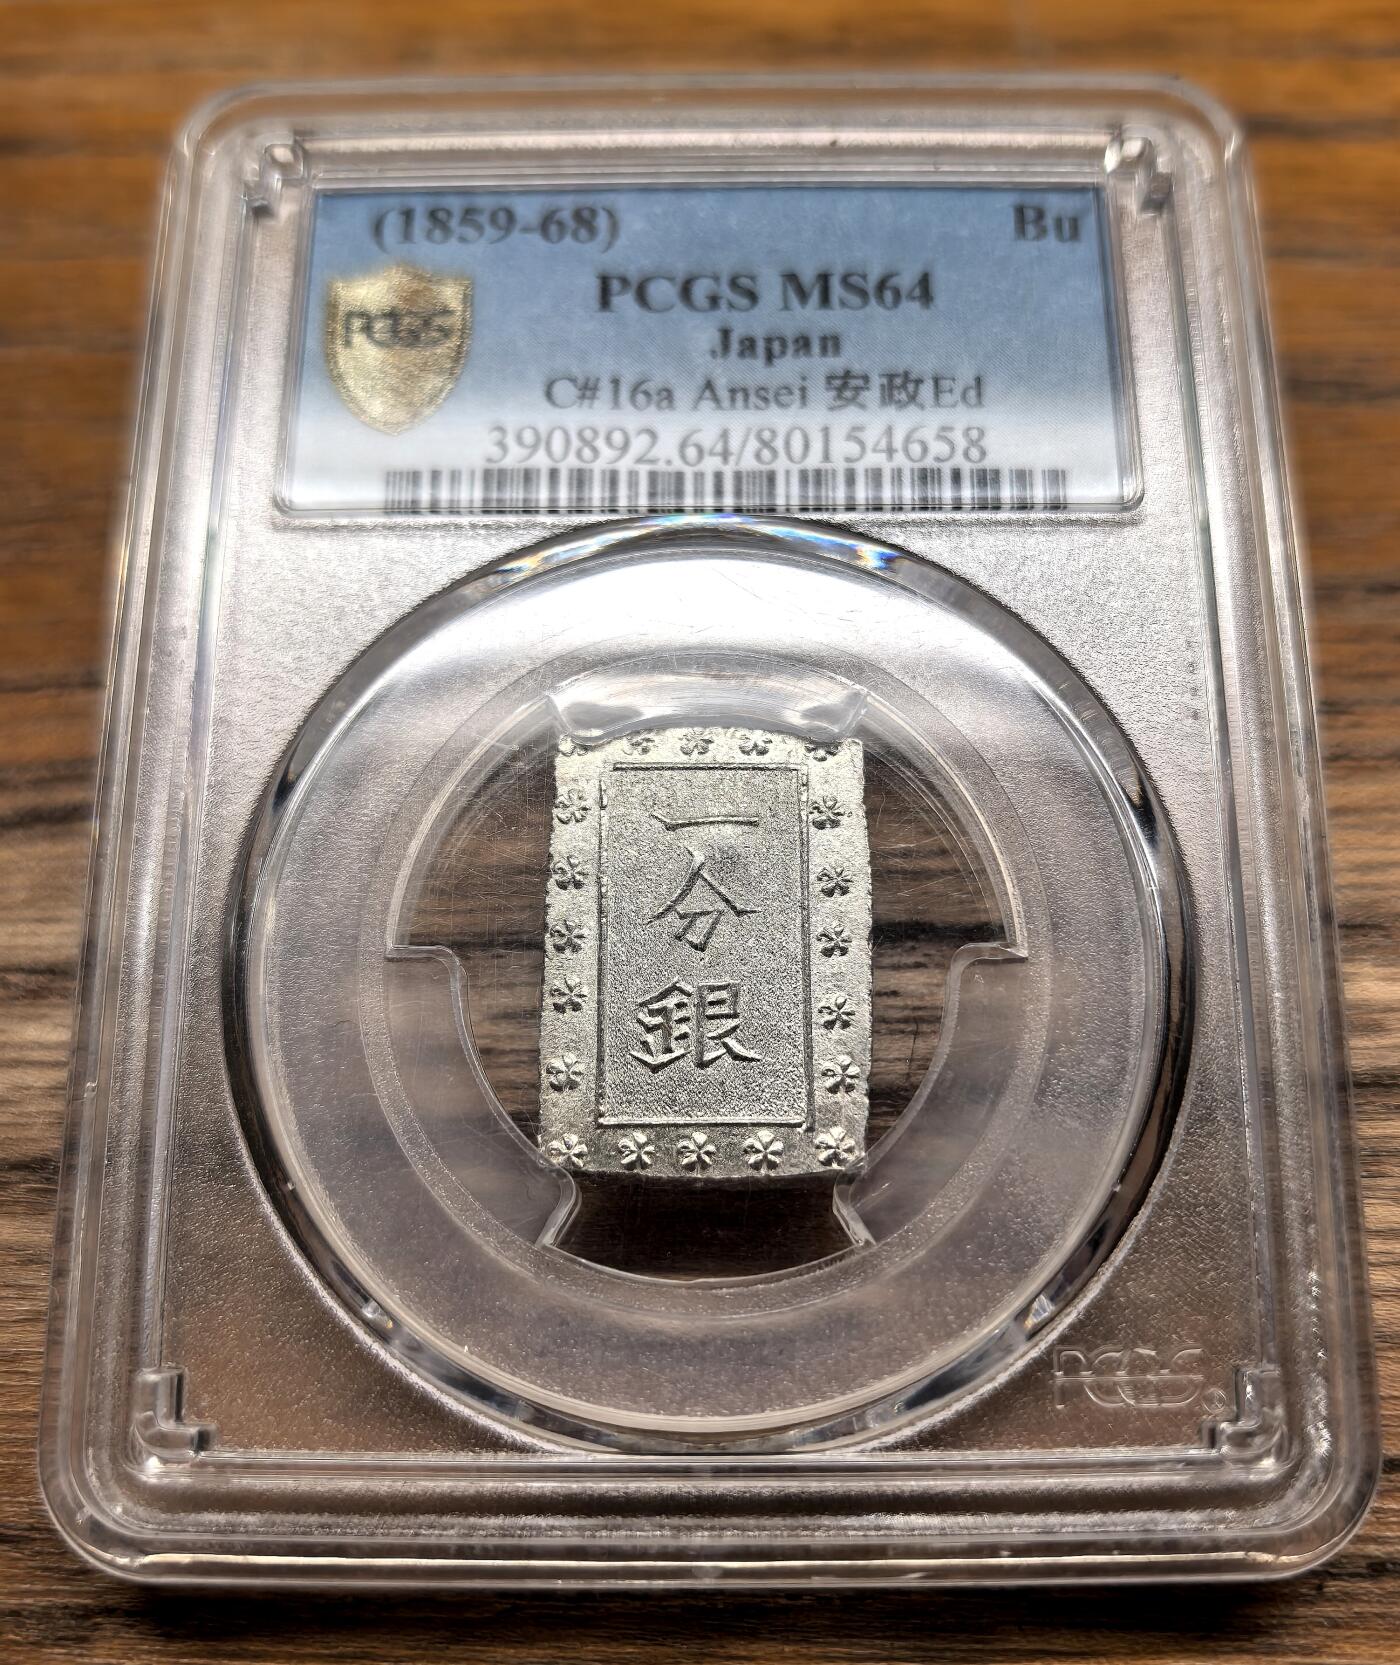 (1859-68) Bu
PCGS MS64
PCGS
Japan
C#16a Ansei 安政Ed
390892.64/80154658
一
分
銀
PCGS